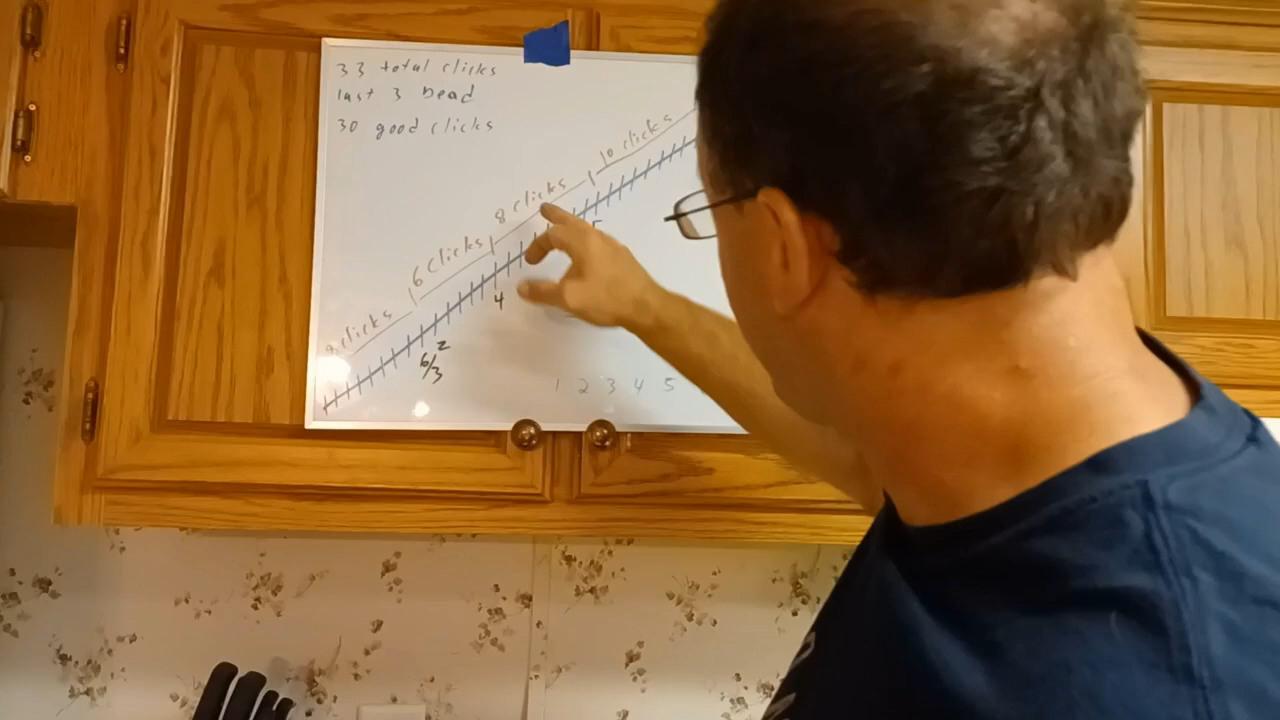 33 total clicks
last 3 Dead
30 good clicks
10 clicks
8 clicks
6 clicks
clicks
4
2
6/3
1 2 3 4 5